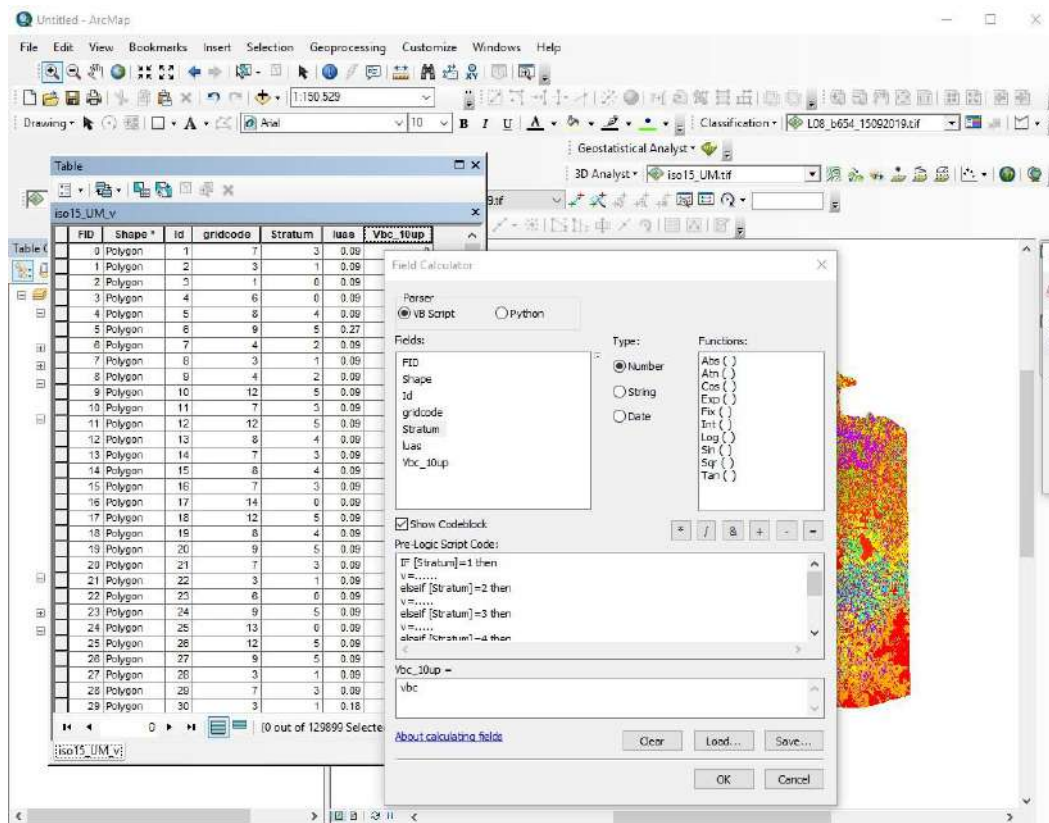 Untitled - ArcMap
File Edit View Bookmarks Insert Selection Geoprocessing Customize Windows Help
1:150.529
Drawing A Arial 10 B I U A Classification L08_b654_15092019.tif
Geostatistical Analyst
3D Analyst iso15_UM.tif
9.tif
Table
iso15_UM_v
FID Shape * Id gridcode Stratum luas Vbc_10up
0 Polygon 1 7 3 0.09 0
1 Polygon 2 3 1 0.09
2 Polygon 3 1 0 0.09
3 Polygon 4 6 0 0.09
4 Polygon 5 8 4 0.09
5 Polygon 6 9 5 0.27
6 Polygon 7 4 2 0.09
7 Polygon 8 3 1 0.09
8 Polygon 9 4 2 0.09
9 Polygon 10 12 5 0.09
10 Polygon 11 7 3 0.09
11 Polygon 12 12 5 0.09
12 Polygon 13 8 4 0.09
13 Polygon 14 7 3 0.09
14 Polygon 15 8 4 0.09
15 Polygon 16 7 3 0.09
16 Polygon 17 14 0 0.09
17 Polygon 18 12 5 0.09
18 Polygon 19 8 4 0.09
19 Polygon 20 9 5 0.09
20 Polygon 21 7 3 0.09
21 Polygon 22 3 1 0.09
22 Polygon 23 6 0 0.09
23 Polygon 24 9 5 0.09
24 Polygon 25 13 0 0.09
25 Polygon 26 12 5 0.09
26 Polygon 27 9 5 0.09
27 Polygon 28 3 1 0.09
28 Polygon 29 7 3 0.09
29 Polygon 30 3 1 0.18
0 (0 out of 129899 Selecte
iso15_UM_v
Table
Field Calculator
Parser
VB Script Python
Fields:
FID
Shape
Id
gridcode
Stratum
luas
Vbc_10up
Type:
Number
String
Date
Functions:
Abs ( )
Atn ( )
Cos ( )
Exp ( )
Fix ( )
Int ( )
Log ( )
Sin ( )
Sqr ( )
Tan ( )
Show Codeblock
* / & + - =
Pre-Logic Script Code:
IF [Stratum]=1 then
v=.....
elseif [Stratum]=2 then
v=.....
elseif [Stratum]=3 then
v=.....
elseif [Stratum]=4 then
Vbc_10up =
vbc
About calculating fields
Clear Load... Save...
OK Cancel